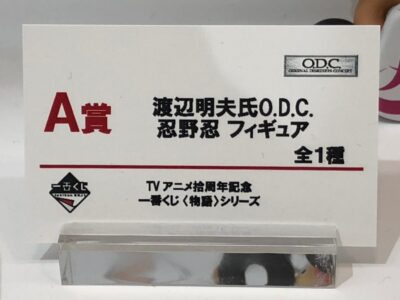 O.D.C.
ORIGINAL DIRECTION CONCEPT
A賞
渡辺明夫氏O.D.C.
忍野忍 フィギュア
全1種
一番くじ
TVアニメ拾周年記念
一番くじ〈物語〉シリーズ